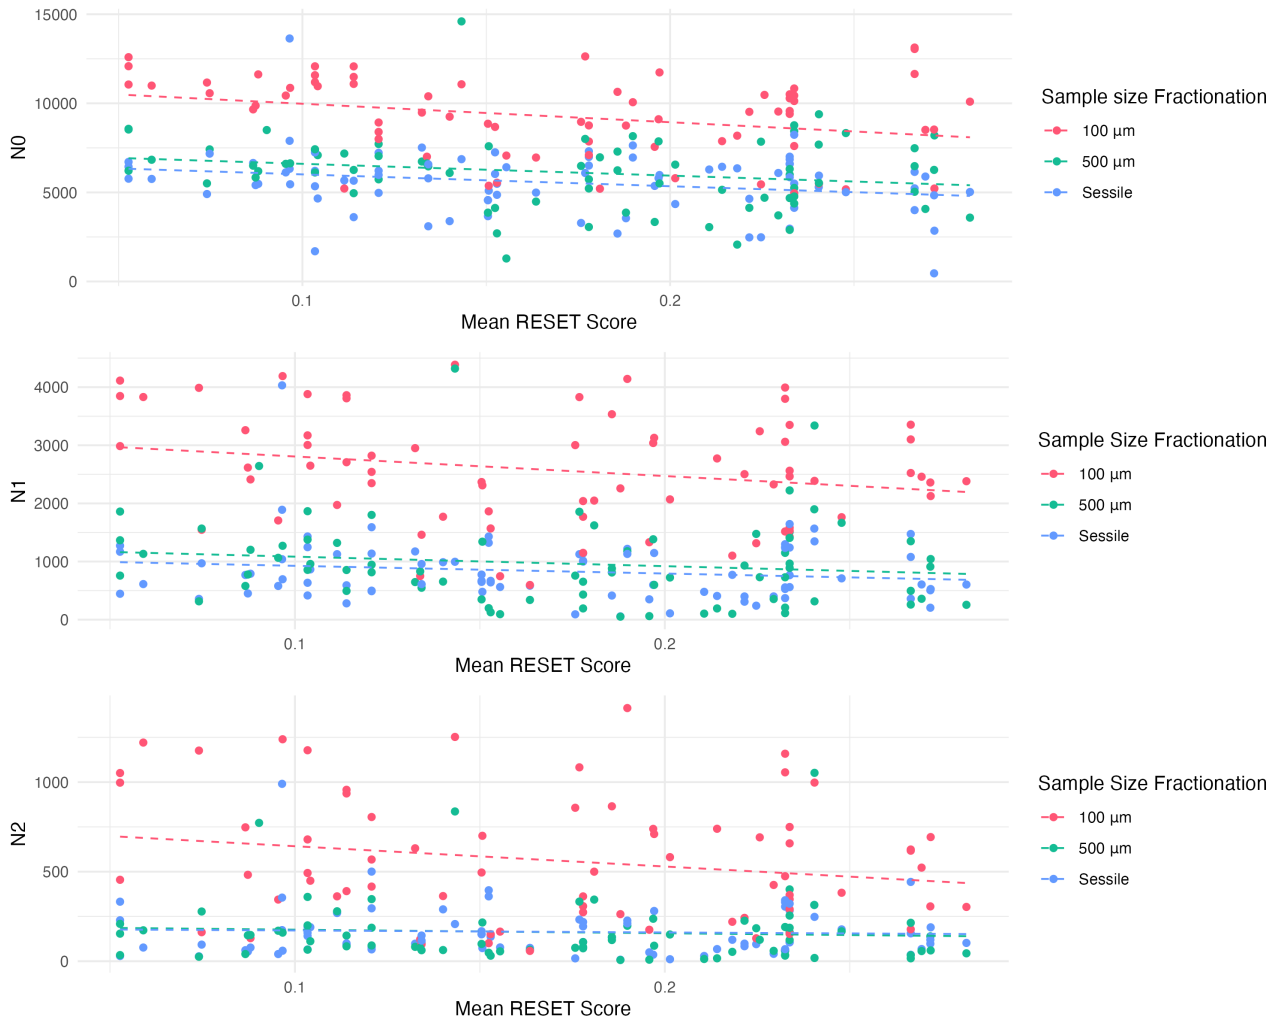 15000
10000
5000
0
N0
0.1
0.2
Mean RESET Score
Sample size Fractionation
100 µm
500 µm
Sessile
4000
3000
2000
1000
0
N1
0.1
0.2
Mean RESET Score
Sample Size Fractionation
100 µm
500 µm
Sessile
1000
500
0
N2
0.1
0.2
Mean RESET Score
Sample Size Fractionation
100 µm
500 µm
Sessile